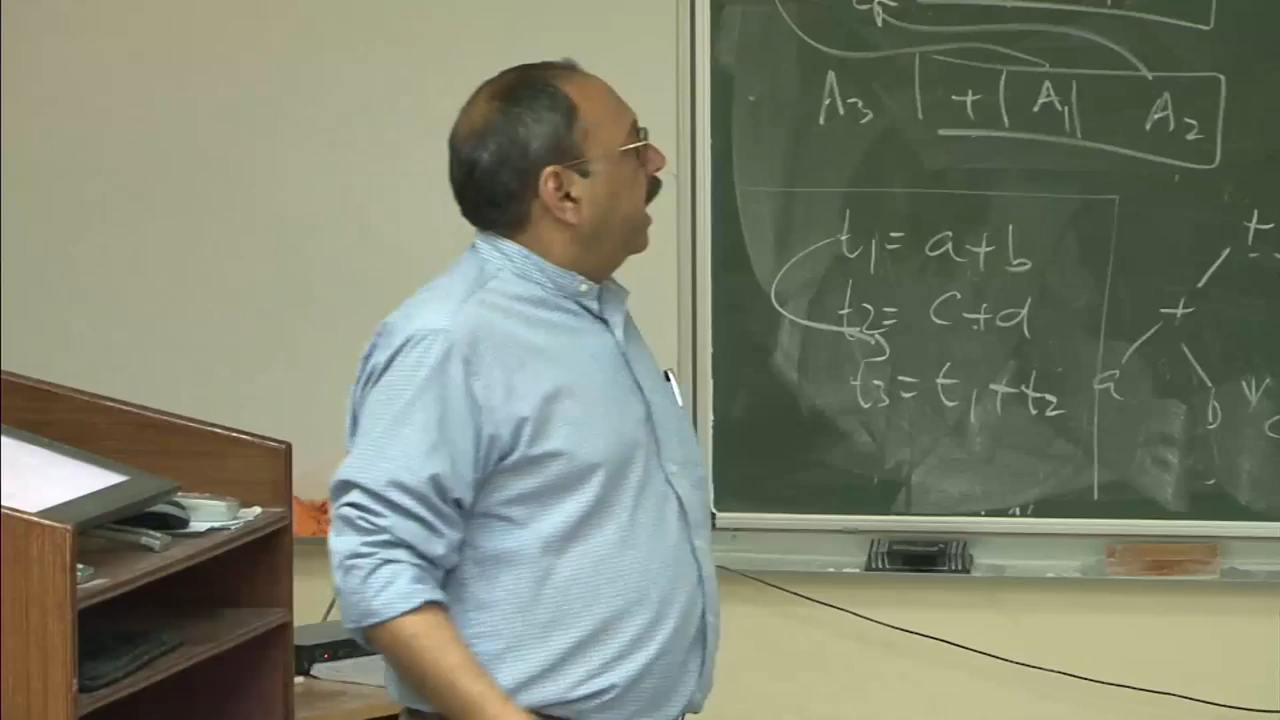 A₃ | + | A₁ | A₂
t₁ = a + b
t₂ = c + d
t₃ = t₁ + t₂
+
+
a
b
c